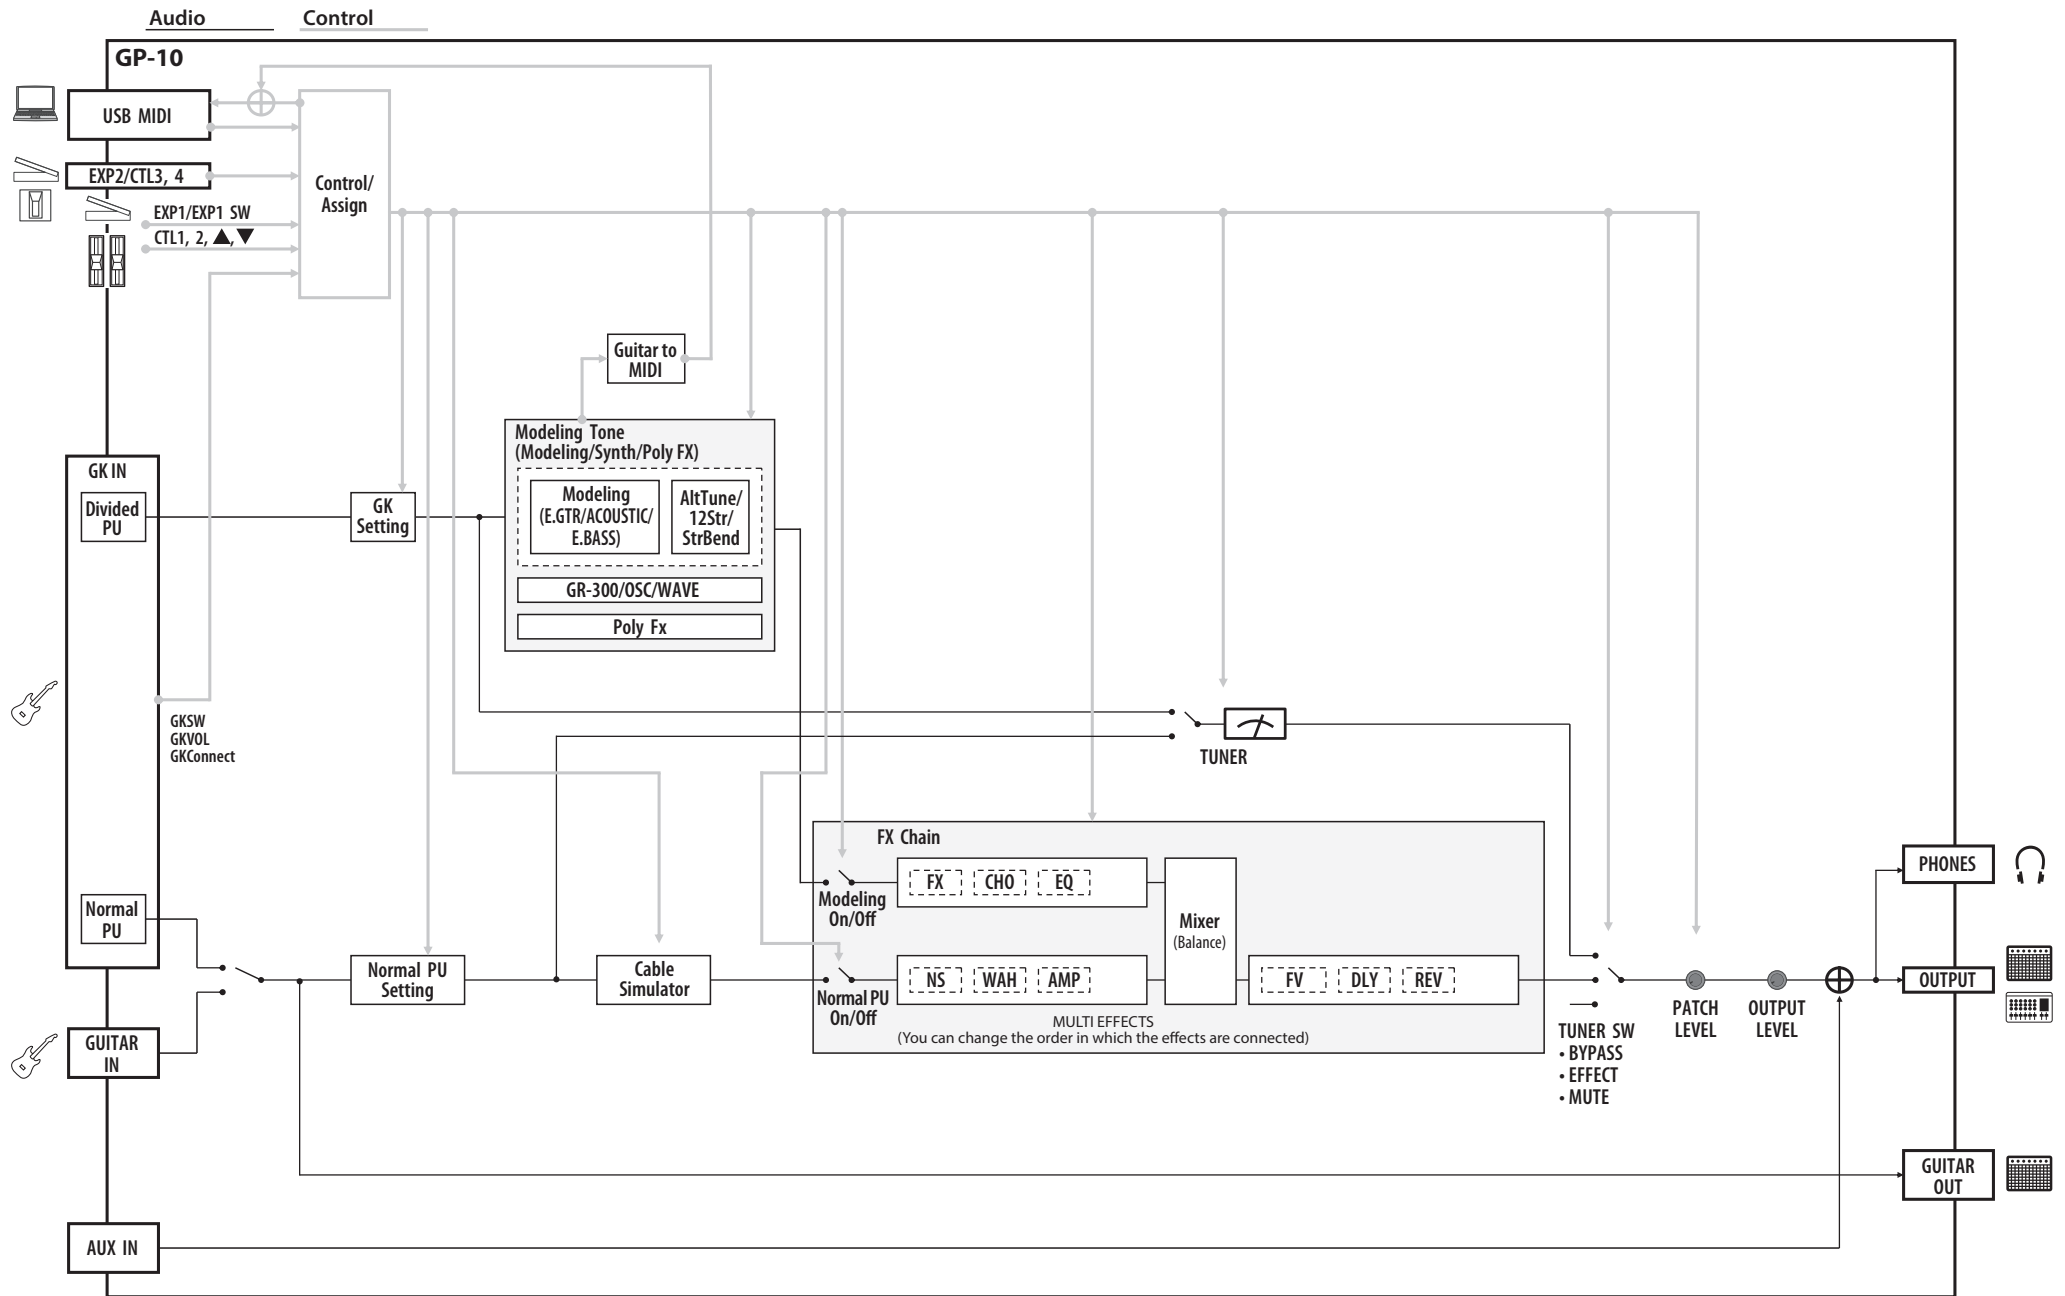 Audio
Control
GP-10
USB MIDI
EXP2/CTL3, 4
EXP1/EXP1 SW
CTL1, 2, ▲, ▼
Control/
Assign
Guitar to
MIDI
Modeling Tone
(Modeling/Synth/Poly FX)
Modeling
(E.GTR/ACOUSTIC/
E.BASS)
AltTune/
12Str/
StrBend
GR-300/OSC/WAVE
Poly Fx
GK IN
Divided
PU
GK
Setting
GKSW
GKVOL
GKConnect
TUNER
FX Chain
FX
CHO
EQ
Modeling
On/Off
Mixer
(Balance)
Normal
PU
Normal PU
Setting
Cable
Simulator
Normal PU
On/Off
NS
WAH
AMP
FV
DLY
REV
MULTI EFFECTS
(You can change the order in which the effects are connected)
TUNER SW
• BYPASS
• EFFECT
• MUTE
PATCH
LEVEL
OUTPUT
LEVEL
PHONES
OUTPUT
GUITAR
IN
GUITAR
OUT
AUX IN